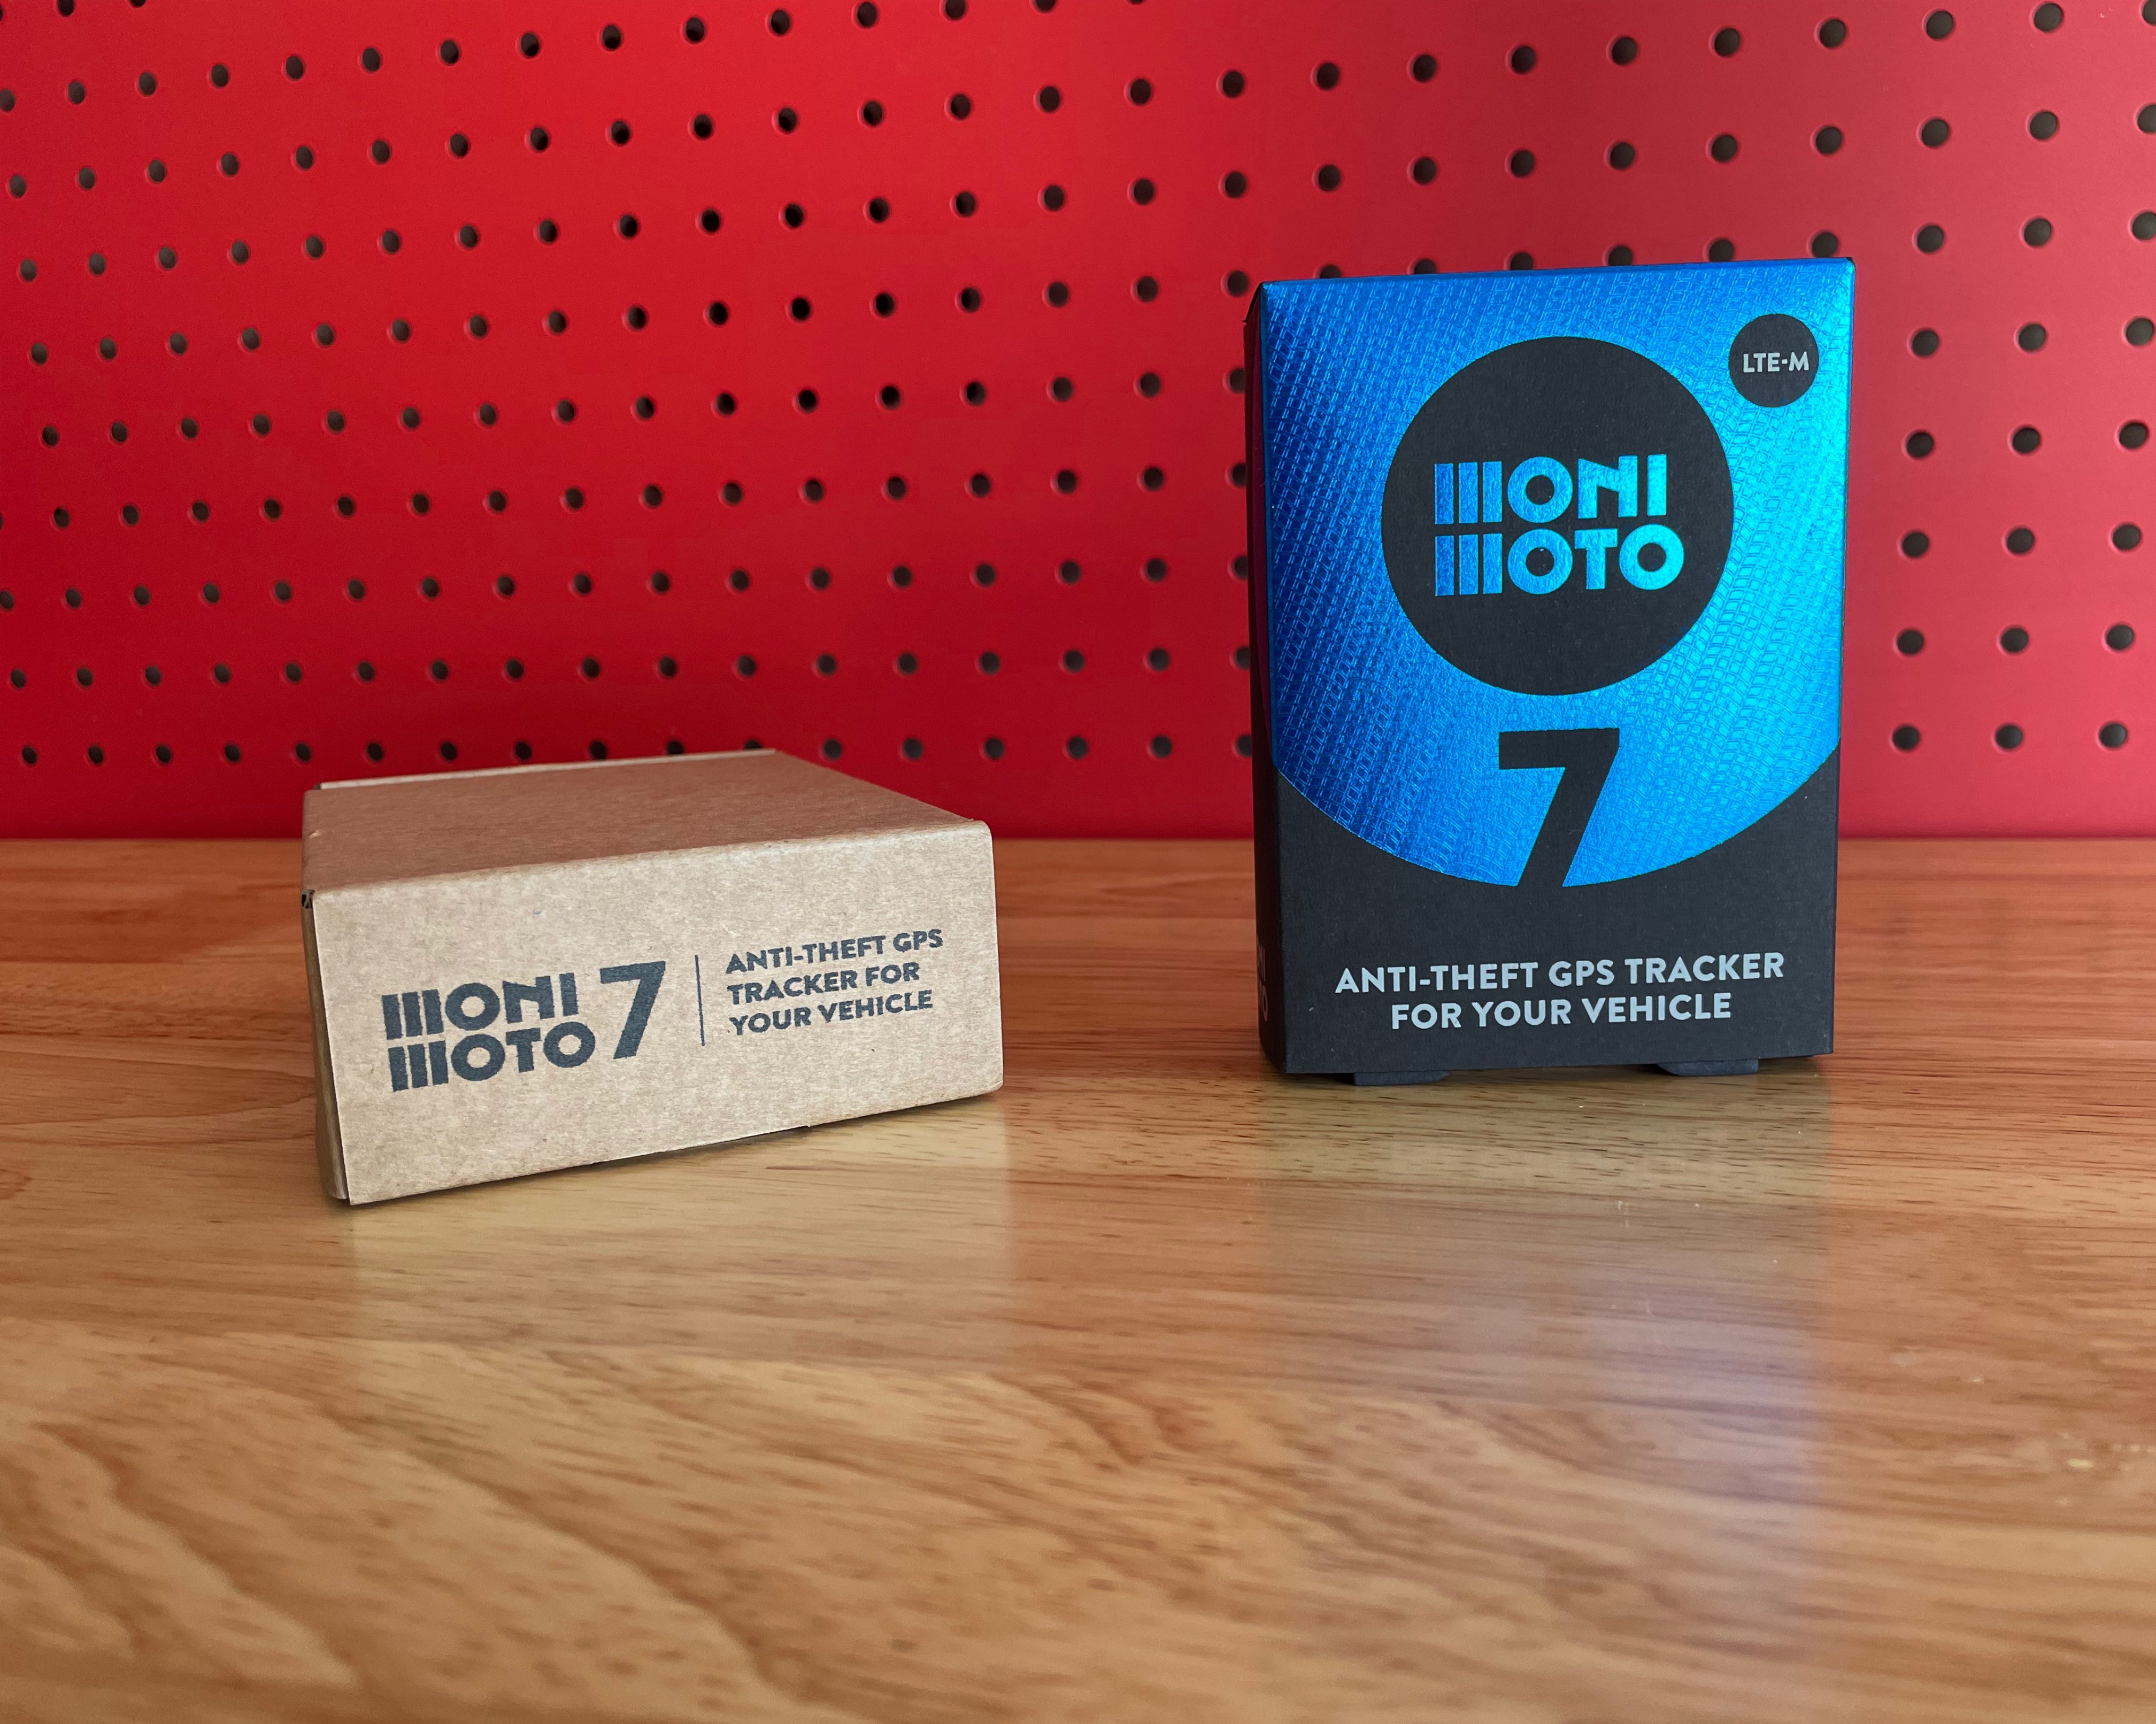 MONI
MOTO 7
ANTI-THEFT GPS
TRACKER FOR
YOUR VEHICLE
LTE-M
MONI
MOTO
7
ANTI-THEFT GPS TRACKER
FOR YOUR VEHICLE